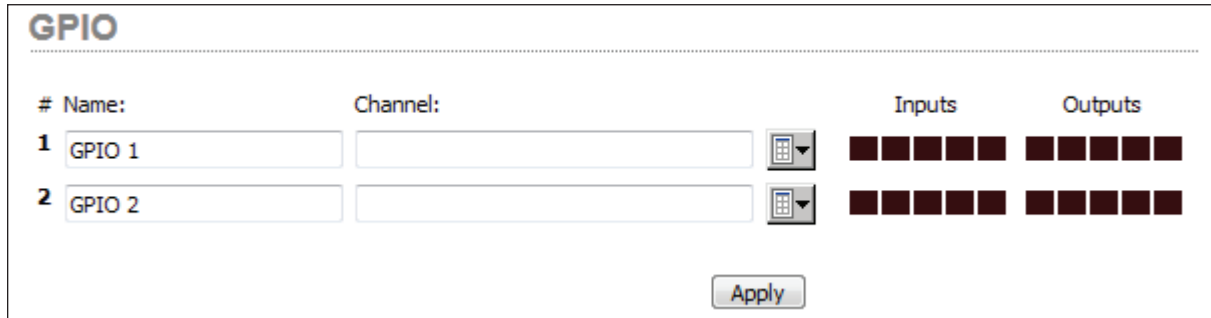 GPIO
# Name: Channel: Inputs Outputs
1 GPIO 1
2 GPIO 2
Apply